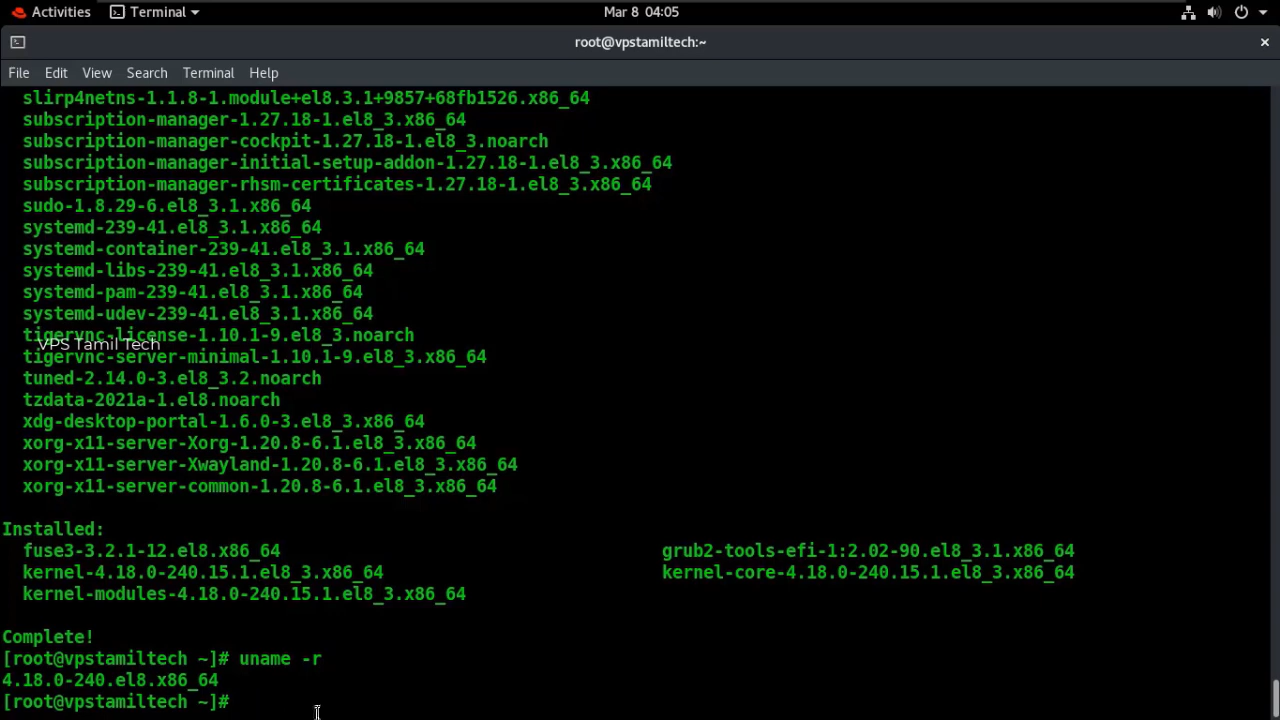 Activities Terminal Mar 8 04:05
root@vpstamiltech:~
File Edit View Search Terminal Help
slirp4netns-1.1.8-1.module+el8.3.1+9857+68fb1526.x86_64
subscription-manager-1.27.18-1.el8_3.x86_64
subscription-manager-cockpit-1.27.18-1.el8_3.noarch
subscription-manager-initial-setup-addon-1.27.18-1.el8_3.x86_64
subscription-manager-rhsm-certificates-1.27.18-1.el8_3.x86_64
sudo-1.8.29-6.el8_3.1.x86_64
systemd-239-41.el8_3.1.x86_64
systemd-container-239-41.el8_3.1.x86_64
systemd-libs-239-41.el8_3.1.x86_64
systemd-pam-239-41.el8_3.1.x86_64
systemd-udev-239-41.el8_3.1.x86_64
tigervnc-license-1.10.1-9.el8_3.noarch
VPS Tamil Tech
tigervnc-server-minimal-1.10.1-9.el8_3.x86_64
tuned-2.14.0-3.el8_3.2.noarch
tzdata-2021a-1.el8.noarch
xdg-desktop-portal-1.6.0-3.el8_3.x86_64
xorg-x11-server-Xorg-1.20.8-6.1.el8_3.x86_64
xorg-x11-server-Xwayland-1.20.8-6.1.el8_3.x86_64
xorg-x11-server-common-1.20.8-6.1.el8_3.x86_64
Installed:
fuse3-3.2.1-12.el8.x86_64 grub2-tools-efi-1:2.02-90.el8_3.1.x86_64
kernel-4.18.0-240.15.1.el8_3.x86_64 kernel-core-4.18.0-240.15.1.el8_3.x86_64
kernel-modules-4.18.0-240.15.1.el8_3.x86_64
Complete!
[root@vpstamiltech ~]# uname -r
4.18.0-240.el8.x86_64
[root@vpstamiltech ~]#